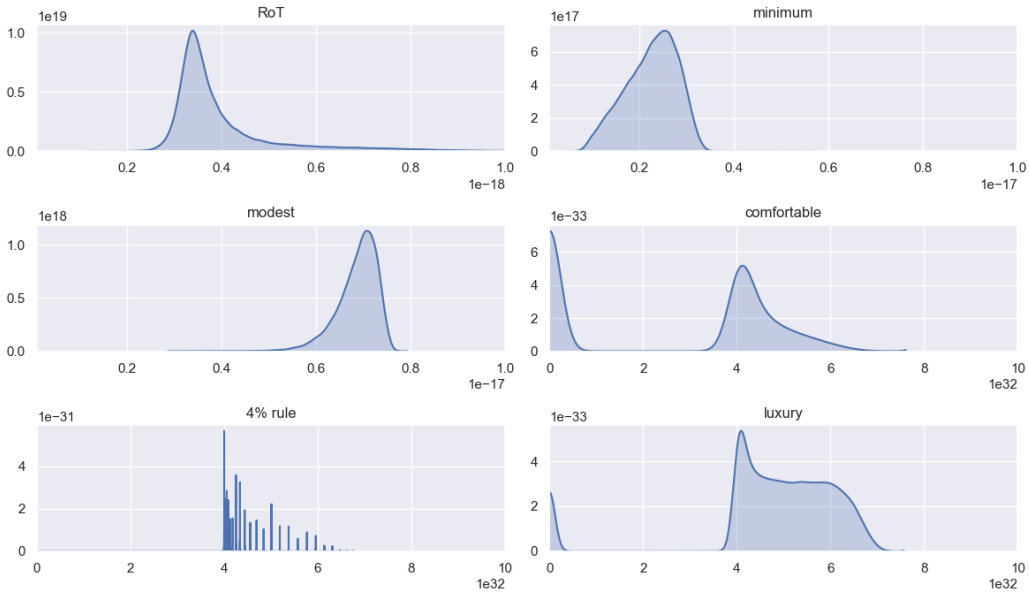 RoT
1e19
1.0
0.5
0.0
0.2 0.4 0.6 0.8 1.0
1e−18
minimum
1e17
6
4
2
0
0.2 0.4 0.6 0.8 1.0
1e−17
modest
1e18
1.0
0.5
0.0
0.2 0.4 0.6 0.8 1.0
1e−17
comfortable
1e−33
6
4
2
0
0 2 4 6 8 10
1e32
4% rule
1e−31
4
2
0
0 2 4 6 8 10
1e32
luxury
1e−33
4
2
0
0 2 4 6 8 10
1e32